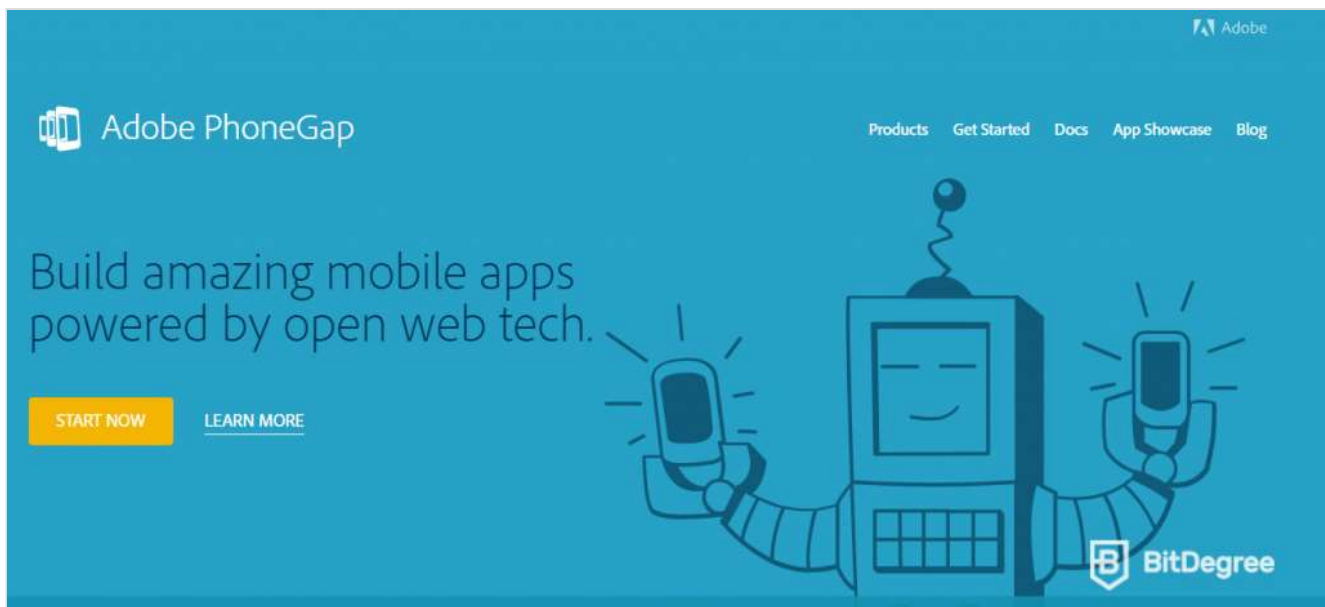 Adobe
Adobe PhoneGap
Products Get Started Docs App Showcase Blog
Build amazing mobile apps
powered by open web tech.
START NOW LEARN MORE
BitDegree